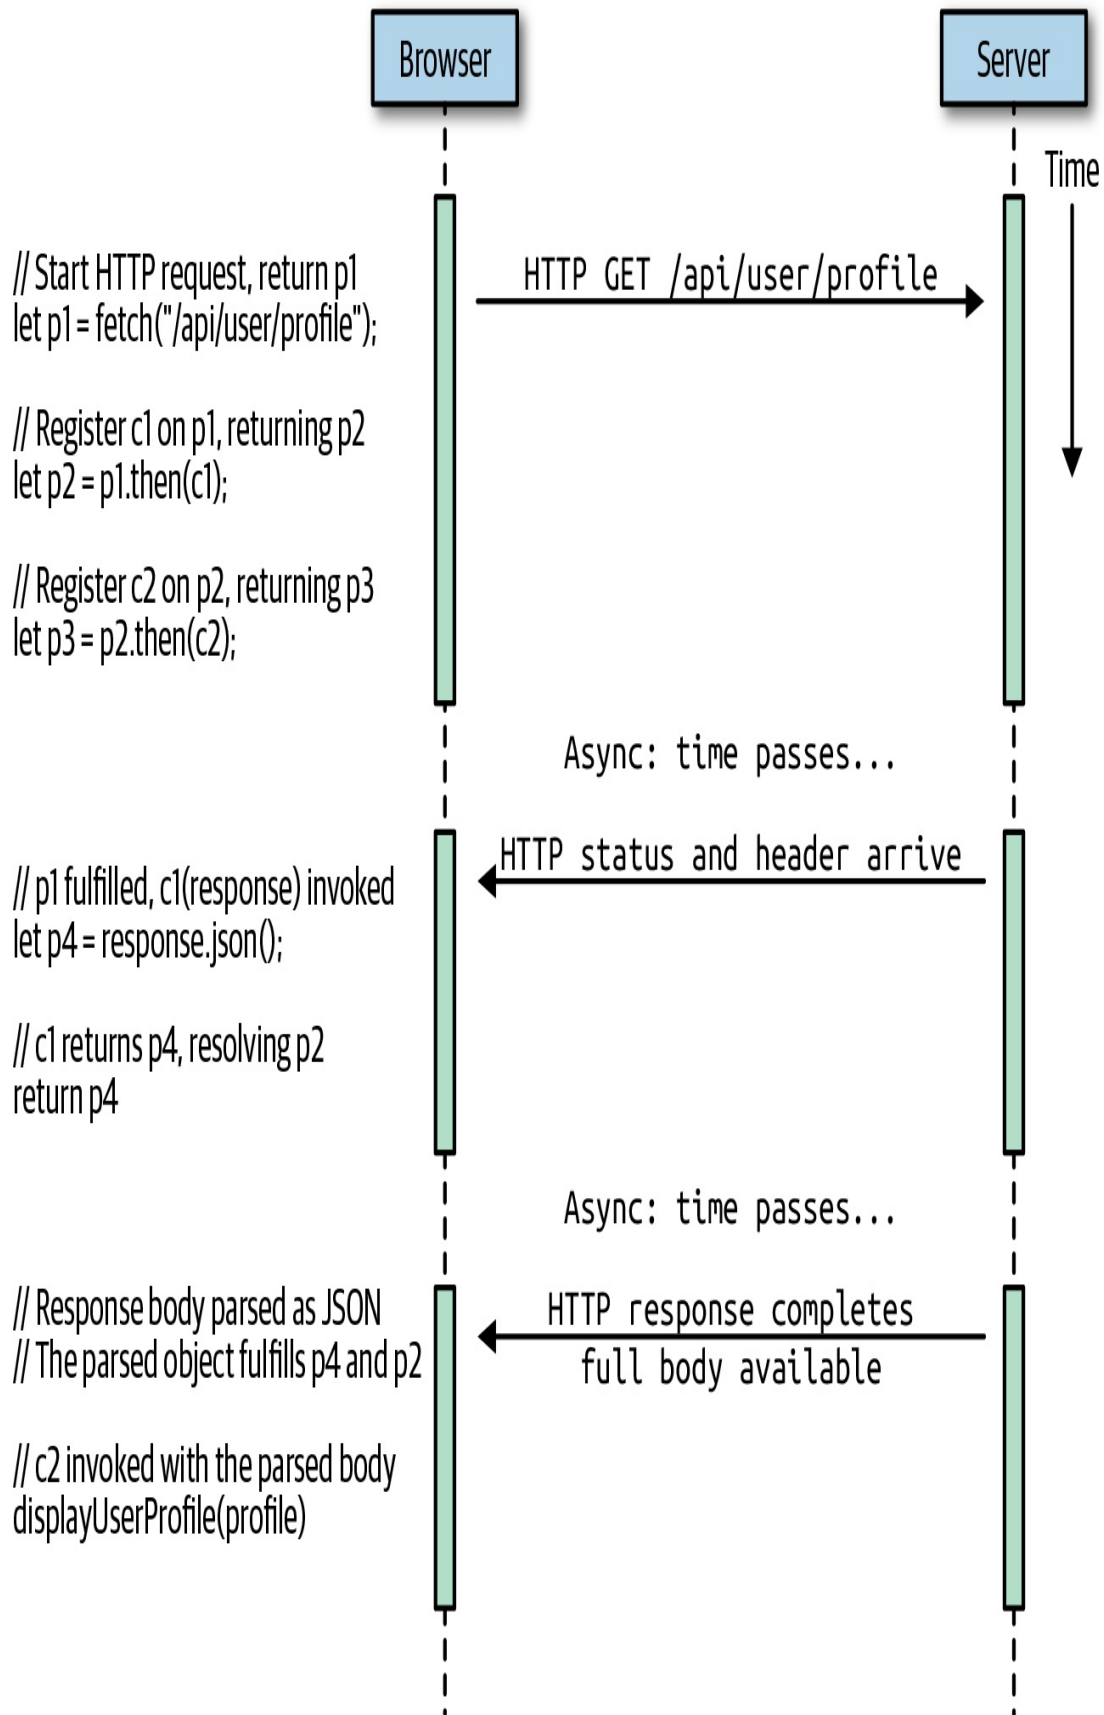 Browser
Server
Time
// Start HTTP request, return p1
let p1 = fetch("/api/user/profile");
HTTP GET /api/user/profile
// Register c1 on p1, returning p2
let p2 = p1.then(c1);
// Register c2 on p2, returning p3
let p3 = p2.then(c2);
Async: time passes...
HTTP status and header arrive
// p1 fulfilled, c1(response) invoked
let p4 = response.json();
// c1 returns p4, resolving p2
return p4
Async: time passes...
HTTP response completes
full body available
// Response body parsed as JSON
// The parsed object fulfills p4 and p2
// c2 invoked with the parsed body
displayUserProfile(profile)